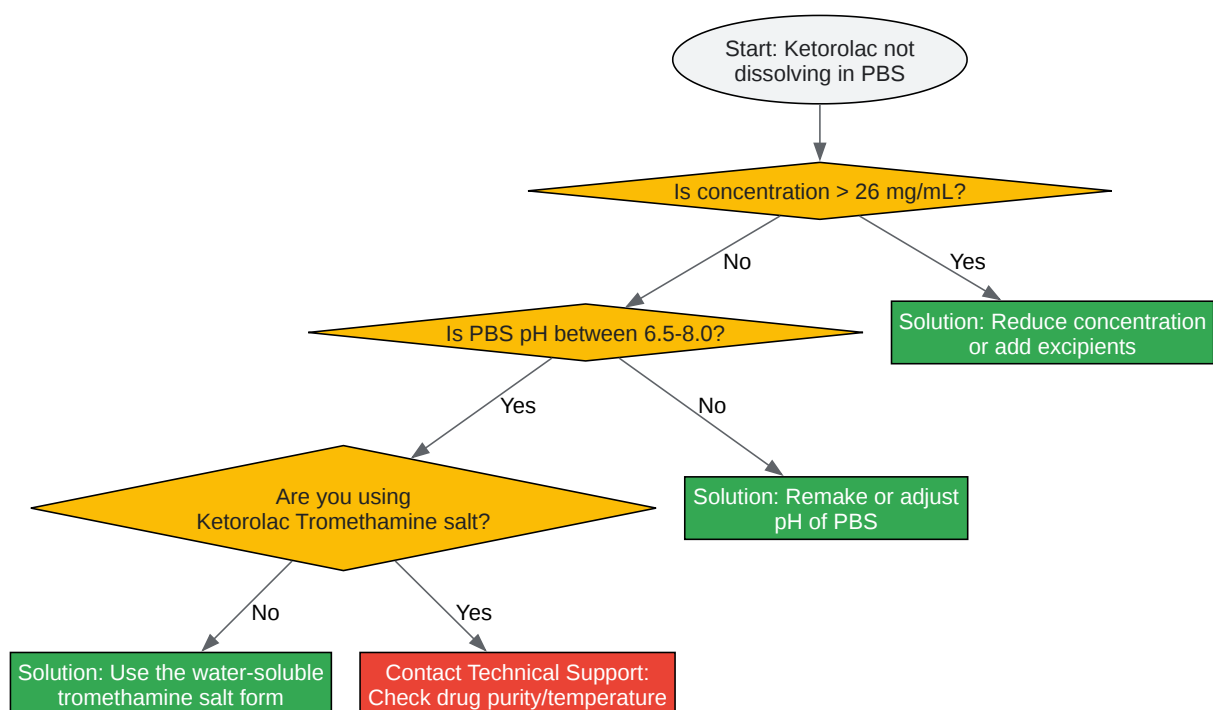 Start: Ketorolac not
dissolving in PBS
Is concentration > 26 mg/mL?
No
Yes
Solution: Reduce concentration
or add excipients
Is PBS pH between 6.5-8.0?
Yes
No
Solution: Remake or adjust
pH of PBS
Are you using
Ketorolac Tromethamine salt?
No
Yes
Solution: Use the water-soluble
tromethamine salt form
Contact Technical Support:
Check drug purity/temperature